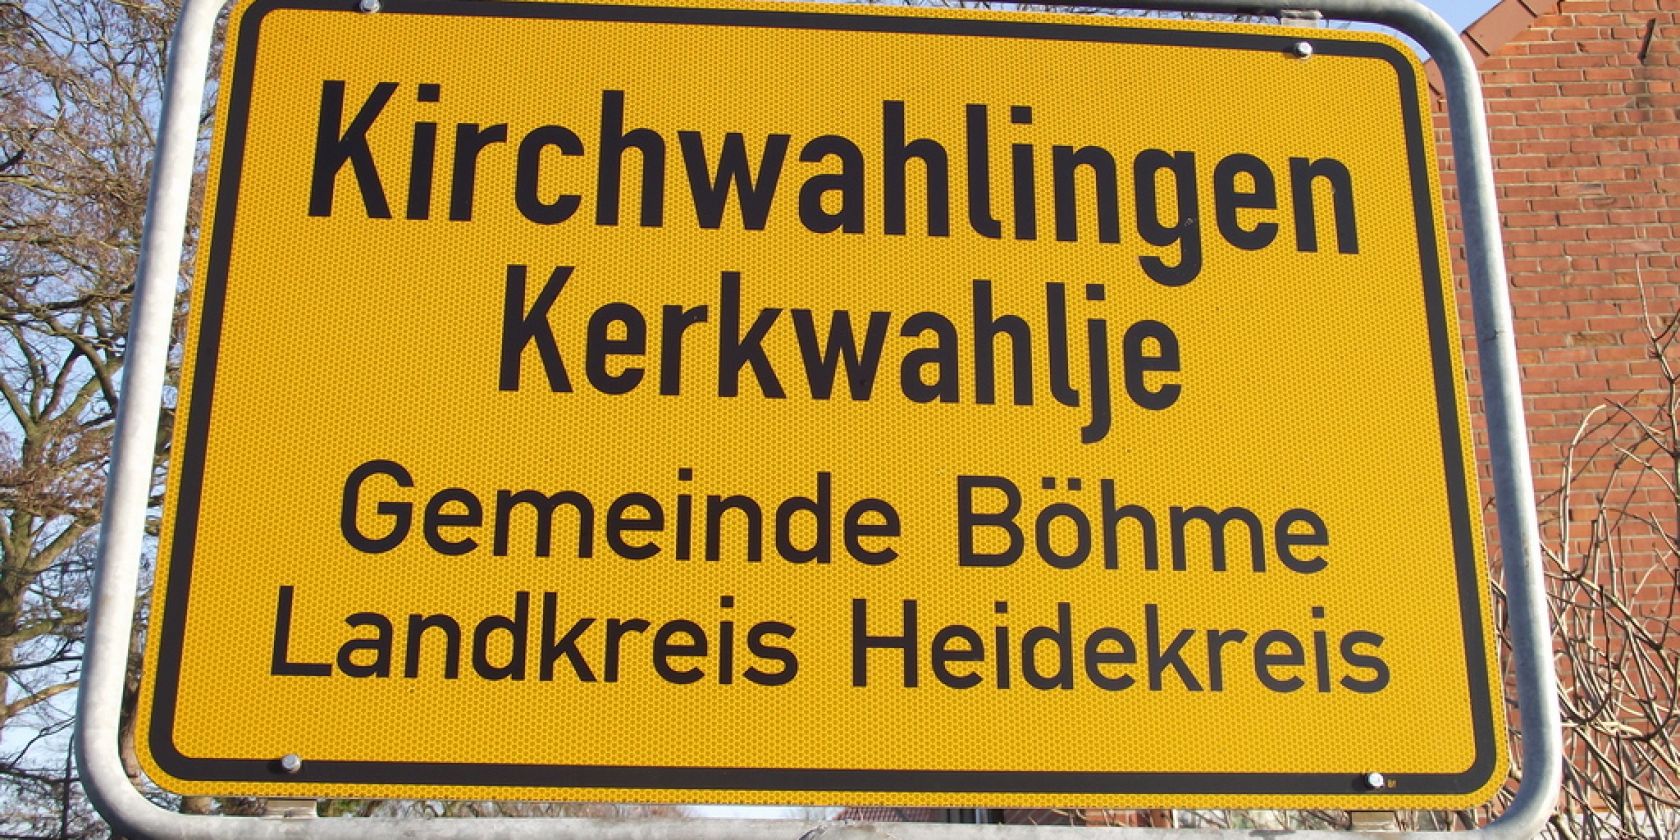 Kirchwahlingen
Kerkwahlje
Gemeinde Böhme
Landkreis Heidekreis